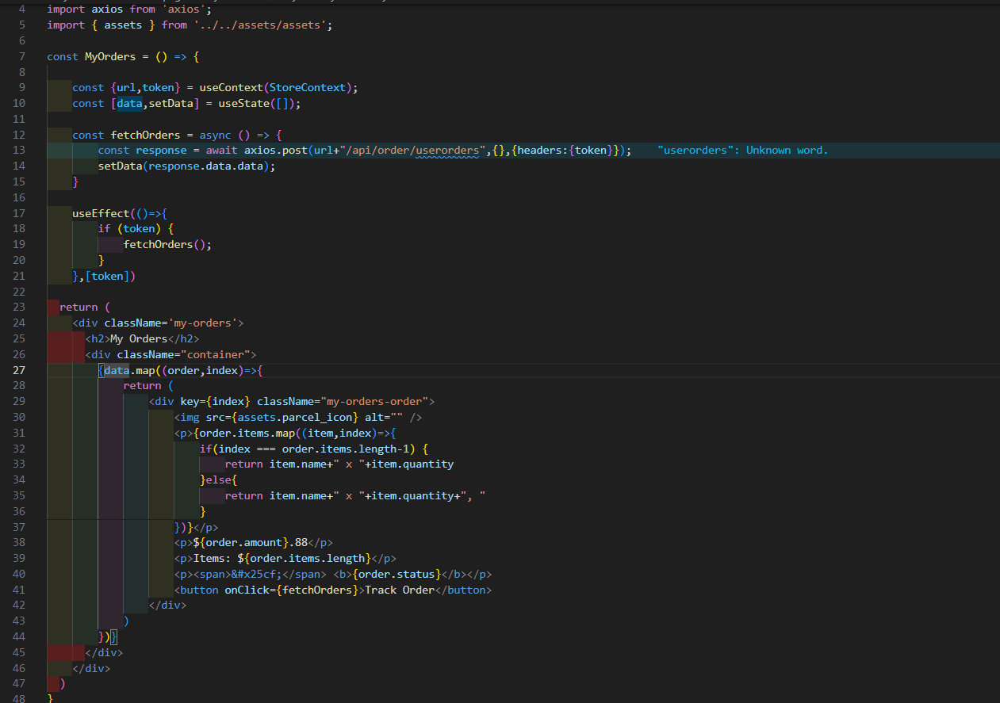 4 import axios from 'axios';
5 import { assets } from '../../assets/assets';
6
7 const MyOrders = () => {
8
9 const {url,token} = useContext(StoreContext);
10 const [data,setData] = useState([]);
11
12 const fetchOrders = async () => {
13 const response = await axios.post(url+"/api/order/userorders",{},{headers:{token}}); "userorders": Unknown word.
14 setData(response.data.data);
15 }
16
17 useEffect(()=>{
18 if (token) {
19 fetchOrders();
20 }
21 },[token])
22
23 return (
24 <div className='my-orders'>
25 <h2>My Orders</h2>
26 <div className="container">
27 {data.map((order,index)=>{
28 return (
29 <div key={index} className="my-orders-order">
30 <img src={assets.parcel_icon} alt="" />
31 <p>{order.items.map((item,index)=>{
32 if(index === order.items.length-1) {
33 return item.name+" x "+item.quantity
34 }else{
35 return item.name+" x "+item.quantity+", "
36 }
37 })}</p>
38 <p>${order.amount}.88</p>
39 <p>Items: ${order.items.length}</p>
40 <p><span>&#x25cf;</span> <b>{order.status}</b></p>
41 <button onClick={fetchOrders}>Track Order</button>
42 </div>
43 )
44 })}
45 </div>
46 </div>
47 )
48 }